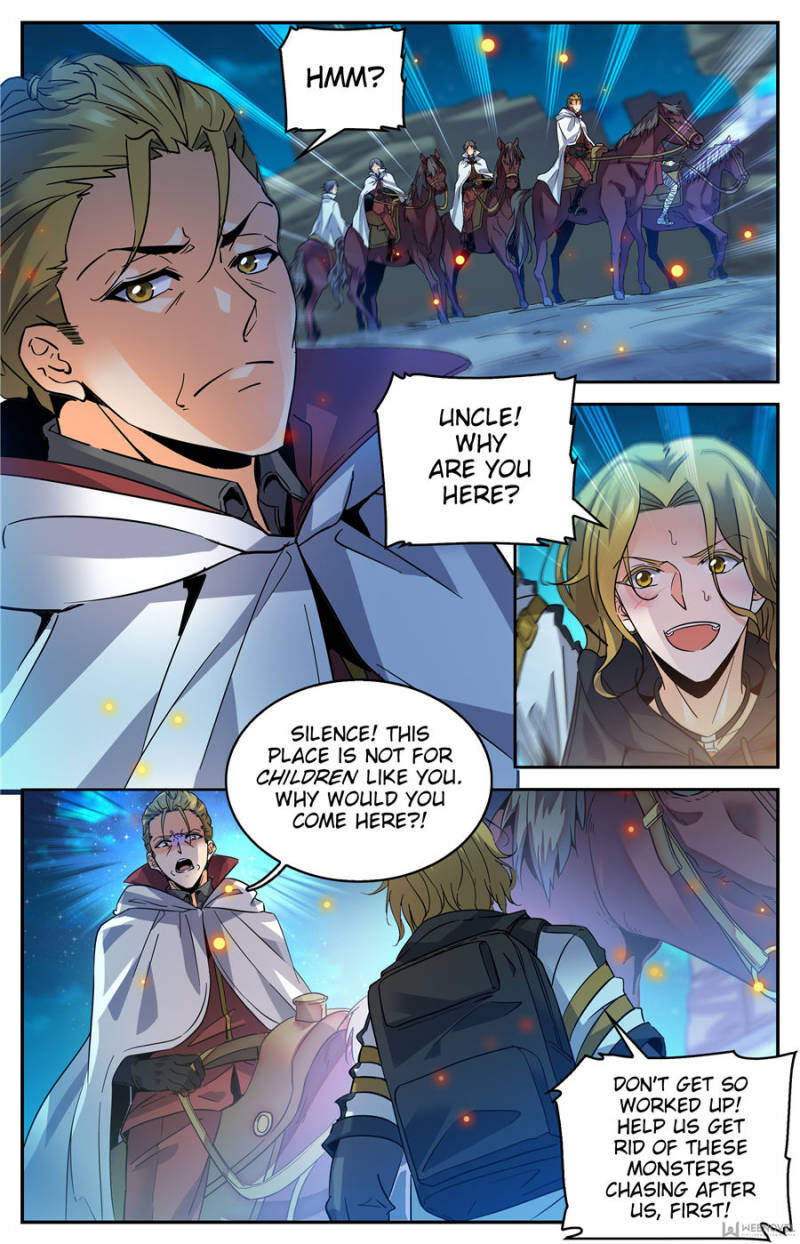 HMM?
UNCLE!
WHY
ARE YOU
HERE?
SILENCE! THIS
PLACE IS NOT FOR
CHILDREN LIKE YOU.
WHY WOULD YOU
COME HERE?!
DON'T GET SO
WORKED UP!
HELP US GET
RID OF THESE
MONSTERS
CHASING AFTER
US, FIRST!
WEBNOVEL